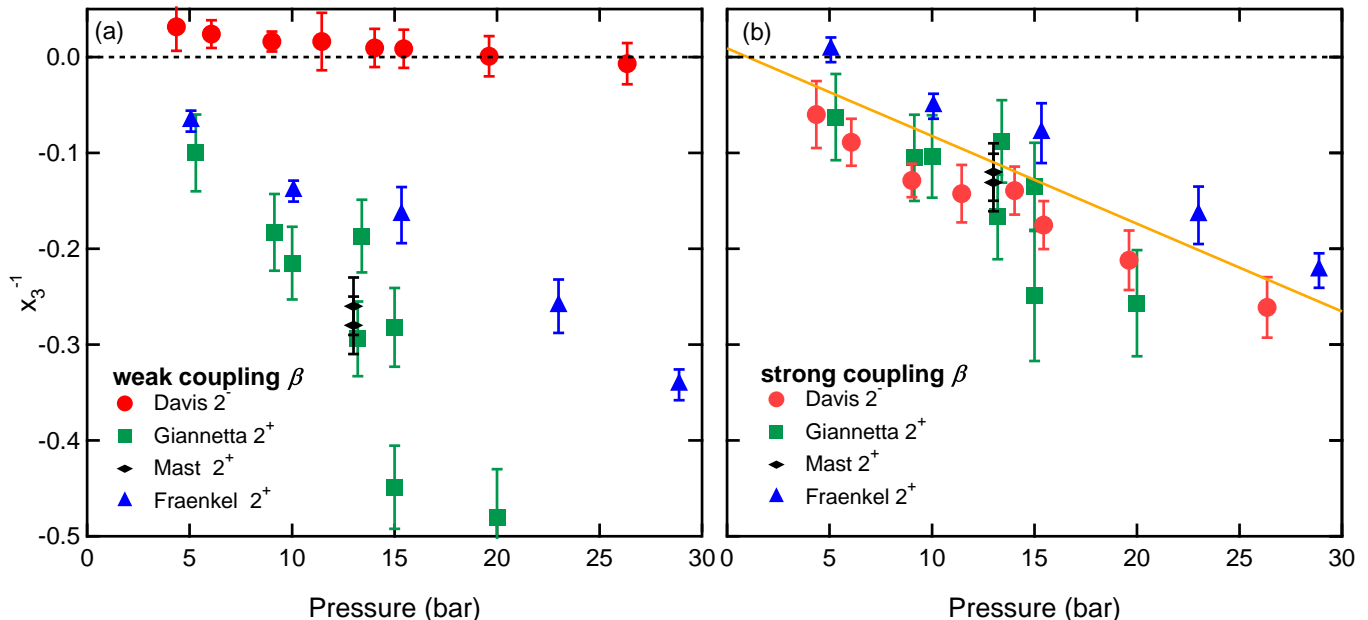 (a)
0.0
-0.1
-0.2
-0.3
-0.4
-0.5
x₃⁻¹
weak coupling β
Davis 2⁻
Giannetta 2⁺
Mast 2⁺
Fraenkel 2⁺
0 5 10 15 20 25 30
Pressure (bar)
(b)
strong coupling β
Davis 2⁻
Giannetta 2⁺
Mast 2⁺
Fraenkel 2⁺
0 5 10 15 20 25 30
Pressure (bar)